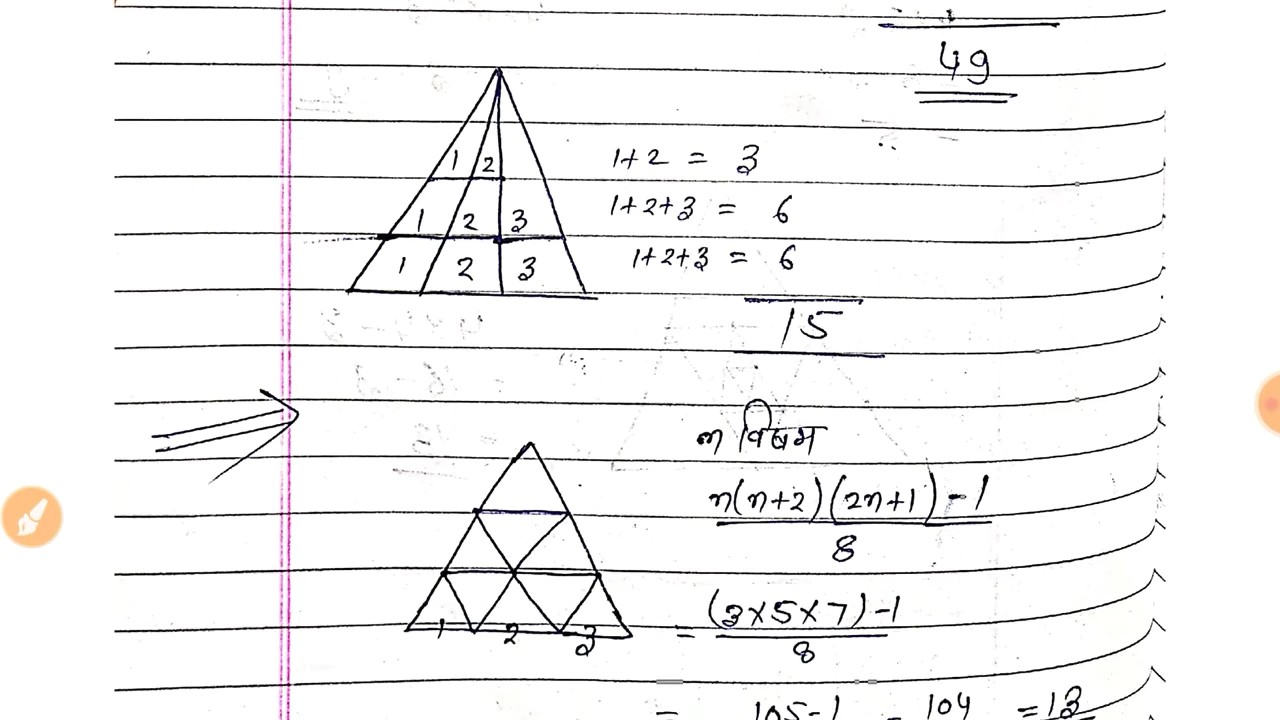 49
1 2
1+2 = 3
1 2 3
1+2+3 = 6
1 2 3
1+2+3 = 6
15
n विषम
n(n+2)(2n+1)-1
8
1 2 3
= (3×5×7)-1
8
= 105-1 = 104 = 13